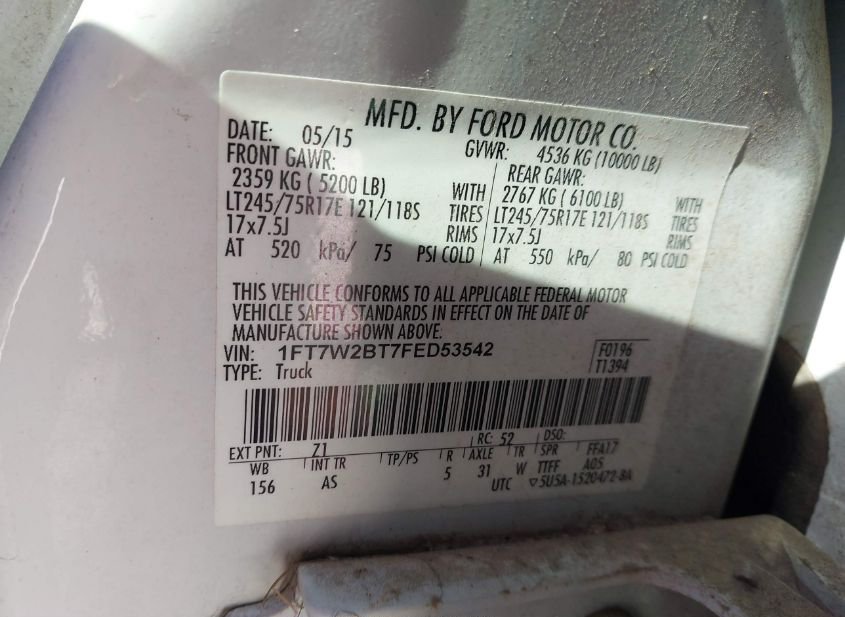 MFD. BY FORD MOTOR CO.
DATE: 05/15 GVWR: 4536 KG (10000 LB)
FRONT GAWR: REAR GAWR:
2359 KG ( 5200 LB) WITH 2767 KG ( 6100 LB) WITH
LT245/75R17E 121/118S TIRES LT245/75R17E 121/118S TIRES
17x7.5J RIMS 17x7.5J RIMS
AT 520 kPa/ 75 PSI COLD AT 550 kPa/ 80 PSI COLD
THIS VEHICLE CONFORMS TO ALL APPLICABLE FEDERAL MOTOR
VEHICLE SAFETY STANDARDS IN EFFECT ON THE DATE OF
MANUFACTURE SHOWN ABOVE.
VIN: 1FT7W2BT7FED53542 F0196
TYPE: Truck T1394
EXT PNT: Z1 RC: 52 DSO:
WB INT TR TP/PS R AXLE TR SPR FFA17
156 AS 5 31 W TTFF A05
UTC ▽5U5A-1520472-BA